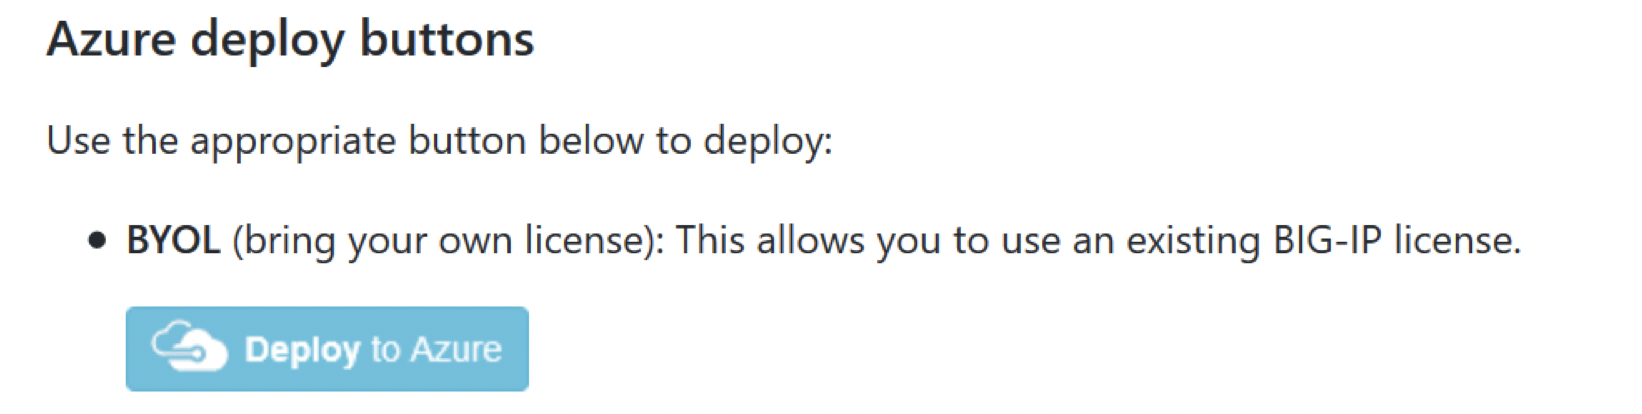 Azure deploy buttons
Use the appropriate button below to deploy:
• BYOL (bring your own license): This allows you to use an existing BIG-IP license.
Deploy to Azure